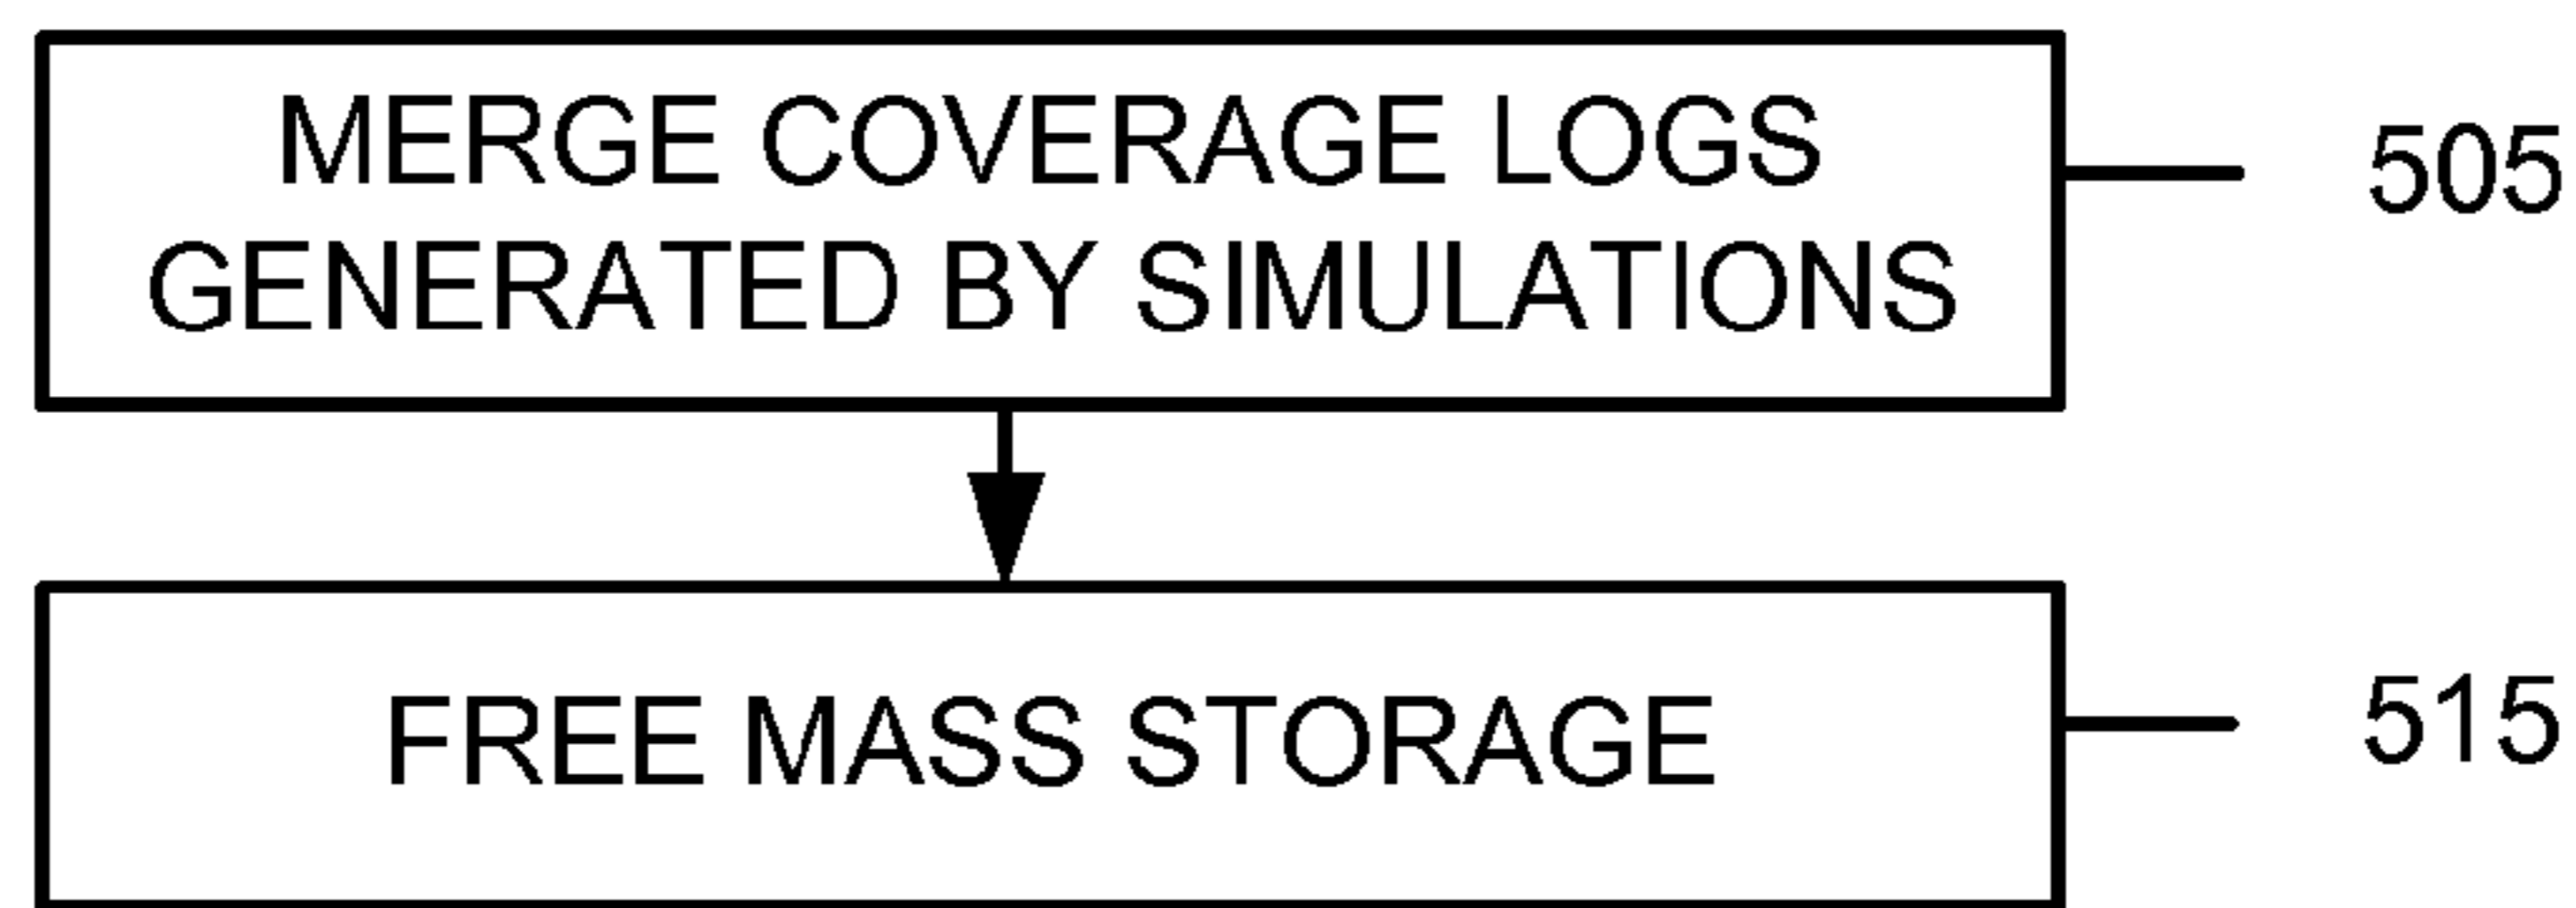 MERGE COVERAGE LOGS
GENERATED BY SIMULATIONS
505
FREE MASS STORAGE
515